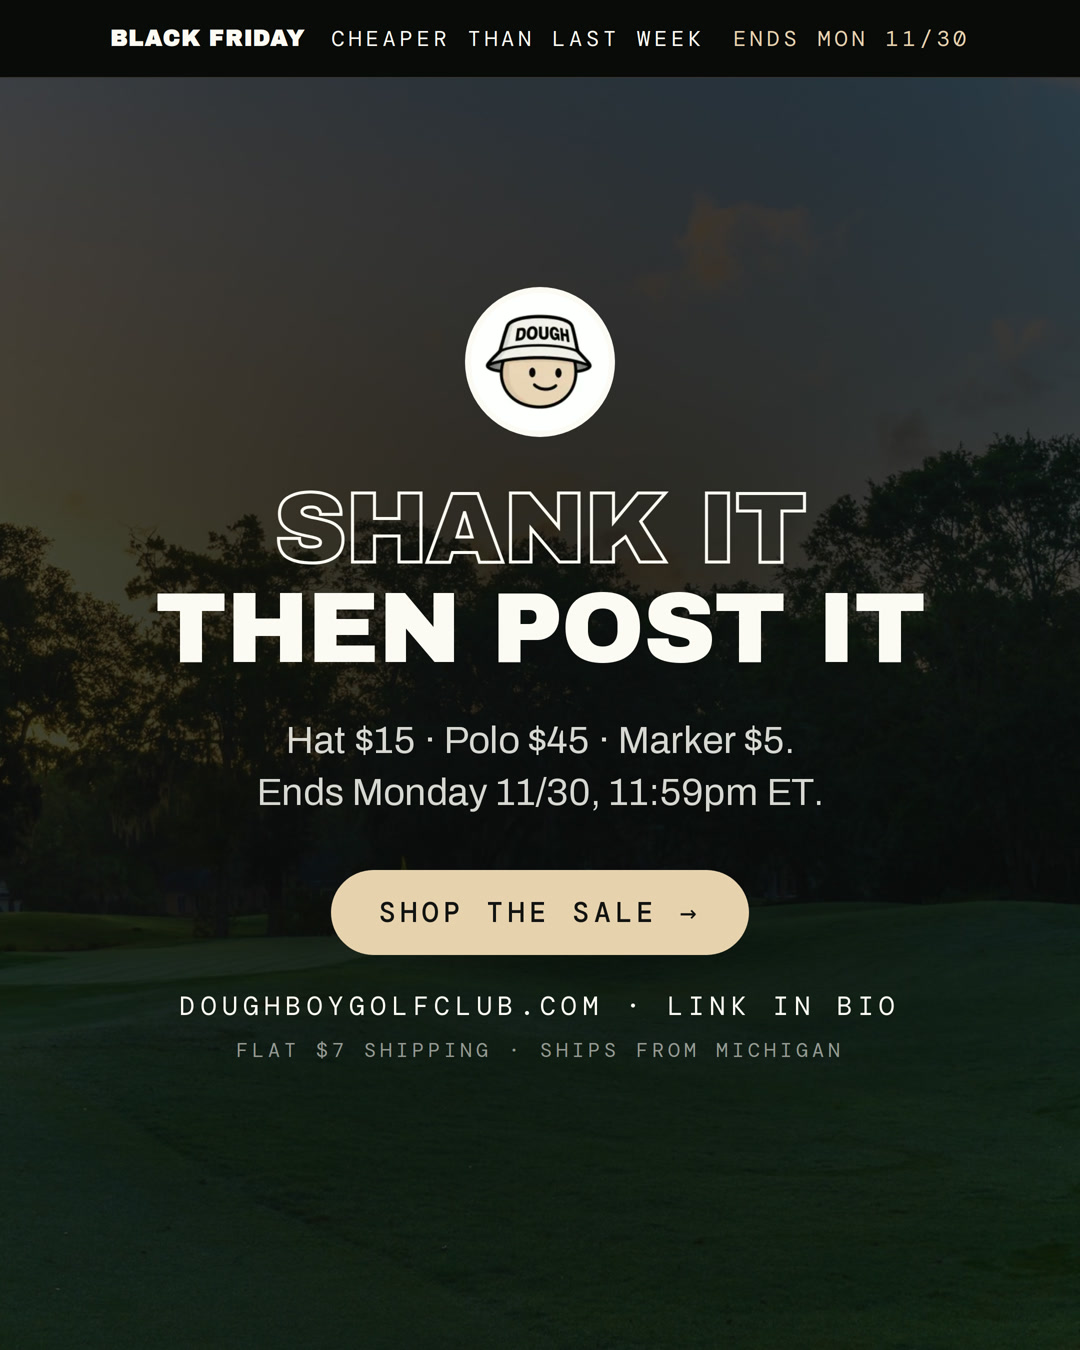 BLACK FRIDAY CHEAPER THAN LAST WEEK ENDS MON 11/30
DOUGH
SHANK IT
THEN POST IT
Hat $15 · Polo $45 · Marker $5.
Ends Monday 11/30, 11:59pm ET.
SHOP THE SALE →
DOUGHBOYGOLFCLUB.COM · LINK IN BIO
FLAT $7 SHIPPING · SHIPS FROM MICHIGAN